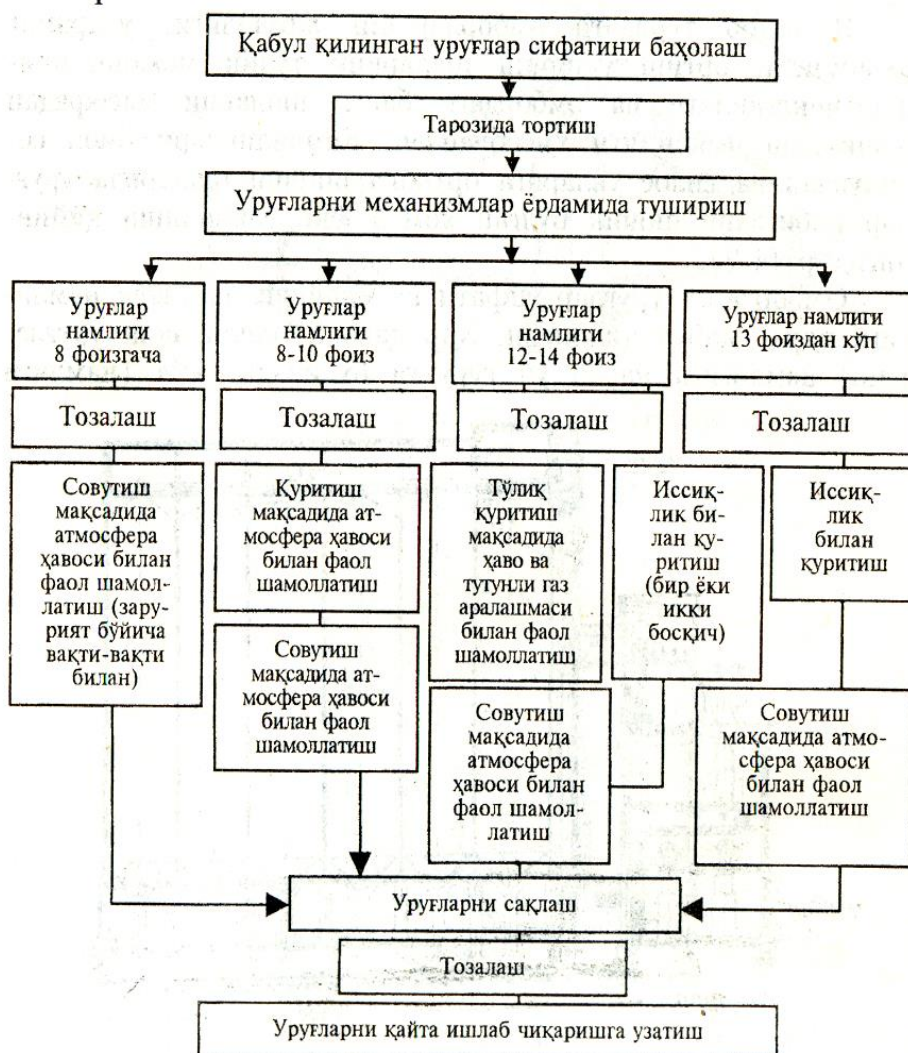 Қабул қилинган уруғлар сифатини баҳолаш
Тарозида тортиш
Уруғларни механизмлар ёрдамида тушириш
Уруғлар
намлиги
8 фоизгача
Уруғлар
намлиги
8-10 фоиз
Уруғлар
намлиги
12-14 фоиз
Уруғлар намлиги
13 фоиздан кўп
Тозалаш
Тозалаш
Тозалаш
Тозалаш
Совутиш
мақсадида
атмосфера
ҳавоси билан
фаол шамол-
латиш (зару-
рият бўйича
вақти-вақти
билан)
Қуритиш
мақсадида ат-
мосфера ҳавоси
билан фаол
шамоллатиш
Совутиш
мақсадида ат-
мосфера ҳавоси
билан фаол
шамоллатиш
Тўлиқ
қуритиш
мақсадида
ҳаво ва
тутунли газ
аралашмаси
билан фаол
шамоллатиш
Совутиш
мақсадида
атмосфера
ҳавоси билан
фаол шамол-
латиш
Иссиқ-
лик би-
лан қу-
ритиш
(бир ёки
икки
босқич)
Иссиқ-
лик
билан қуритиш
Совутиш
мақсадида атмо-
сфера ҳавоси
билан фаол
шамоллатиш
Уруғларни сақлаш
Тозалаш
Уруғларни қайта ишлаб чиқаришга узатиш